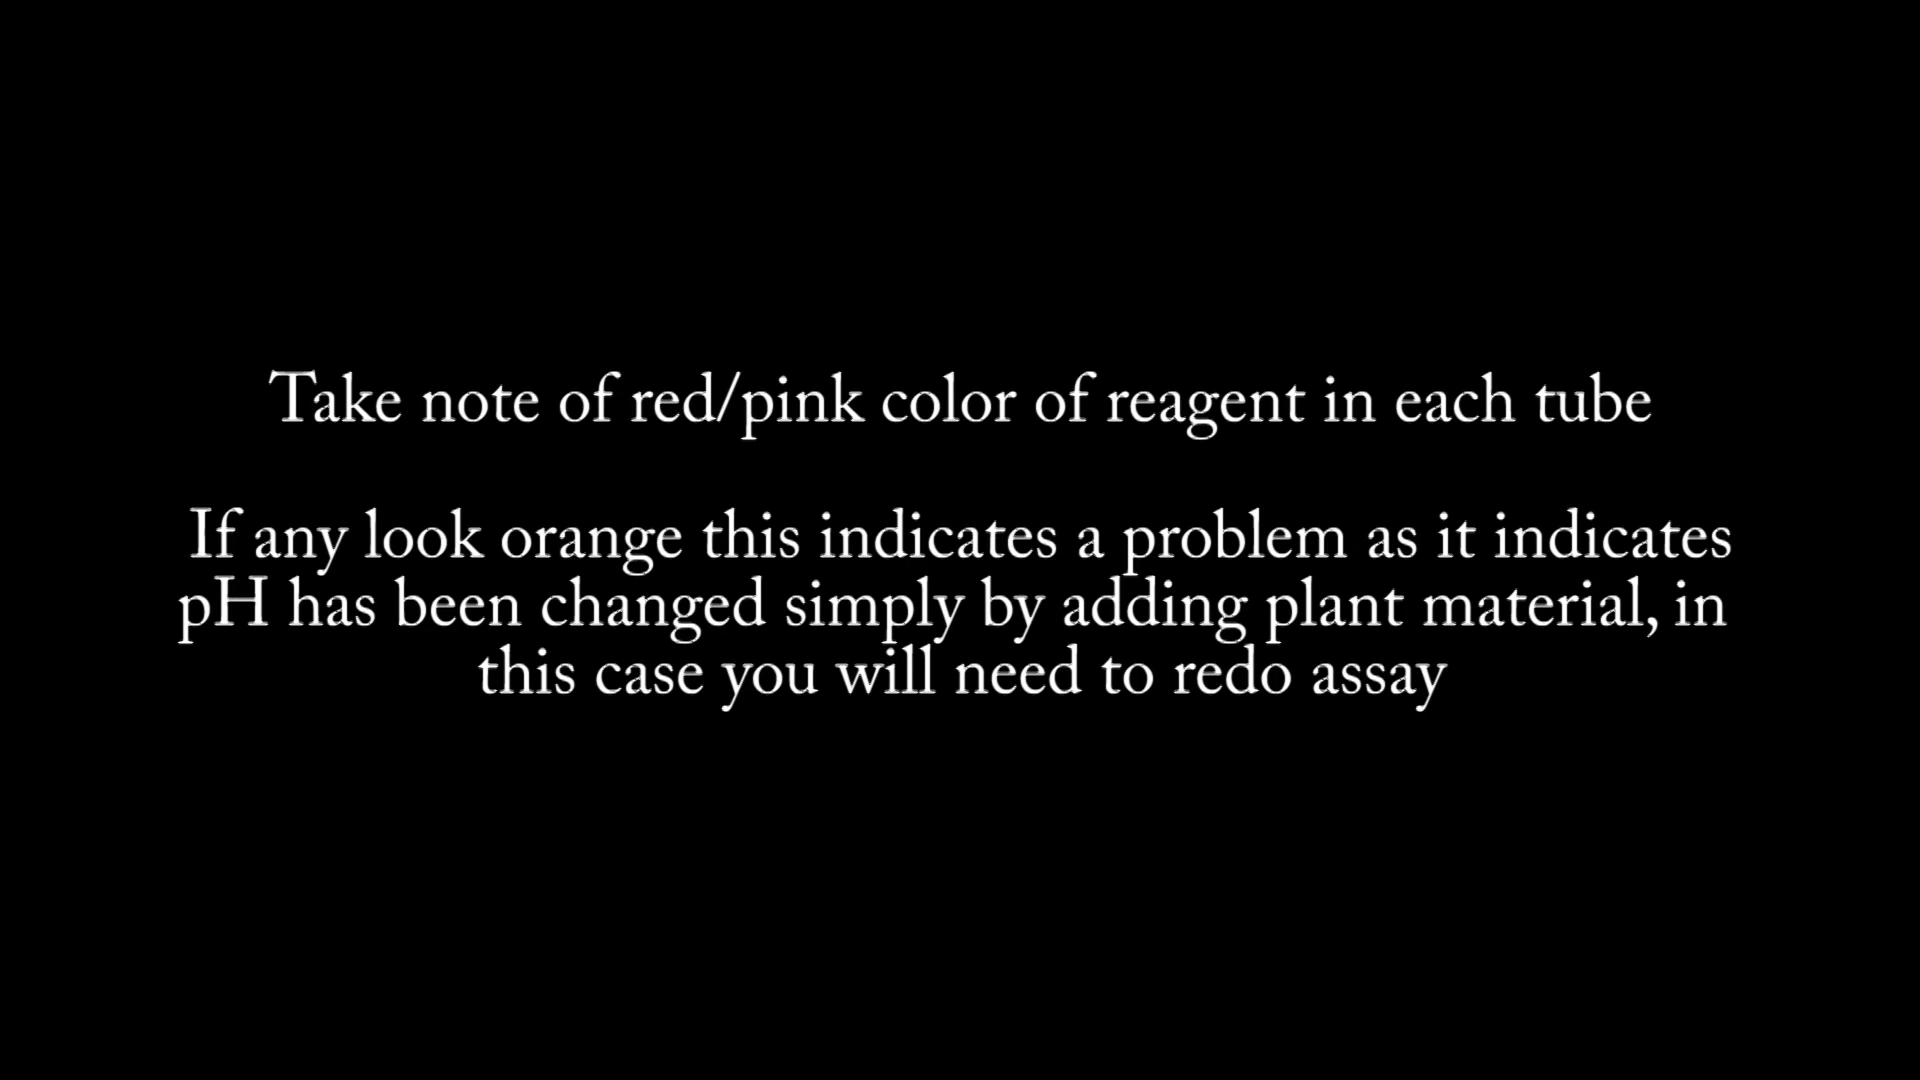 Take note of red/pink color of reagent in each tube
If any look orange this indicates a problem as it indicates
pH has been changed simply by adding plant material, in
this case you will need to redo assay